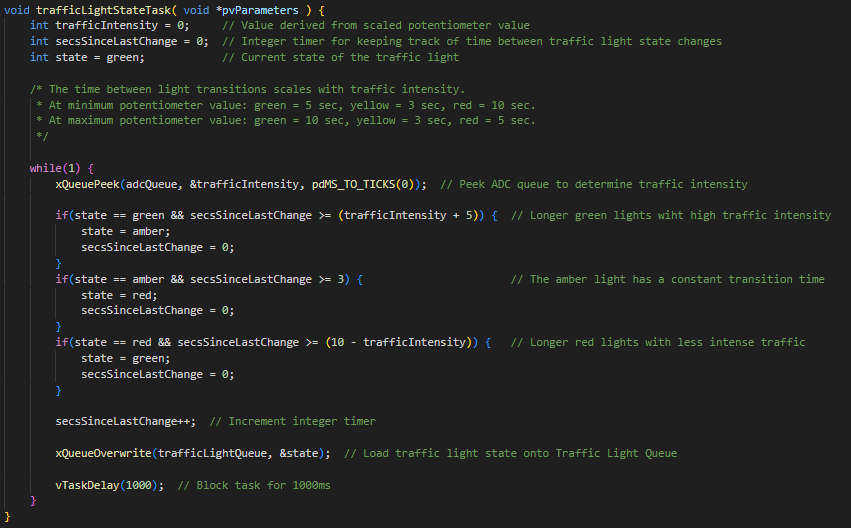 void trafficLightStateTask( void *pvParameters ) {
    int trafficIntensity = 0;     // Value derived from scaled potentiometer value
    int secsSinceLastChange = 0;  // Integer timer for keeping track of time between traffic light state changes
    int state = green;            // Current state of the traffic light

    /* The time between light transitions scales with traffic intensity.
     * At minimum potentiometer value: green = 5 sec, yellow = 3 sec, red = 10 sec.
     * At maximum potentiometer value: green = 10 sec, yellow = 3 sec, red = 5 sec.
     */

    while(1) {
        xQueuePeek(adcQueue, &trafficIntensity, pdMS_TO_TICKS(0));  // Peek ADC queue to determine traffic intensity

        if(state == green && secsSinceLastChange >= (trafficIntensity + 5)) {  // Longer green lights wiht high traffic intensity
            state = amber;
            secsSinceLastChange = 0;
        }
        if(state == amber && secsSinceLastChange >= 3) {                       // The amber light has a constant transition time
            state = red;
            secsSinceLastChange = 0;
        }
        if(state == red && secsSinceLastChange >= (10 - trafficIntensity)) {   // Longer red lights with less intense traffic
            state = green;
            secsSinceLastChange = 0;
        }

        secsSinceLastChange++;  // Increment integer timer

        xQueueOverwrite(trafficLightQueue, &state);  // Load traffic light state onto Traffic Light Queue

        vTaskDelay(1000);  // Block task for 1000ms
    }
}